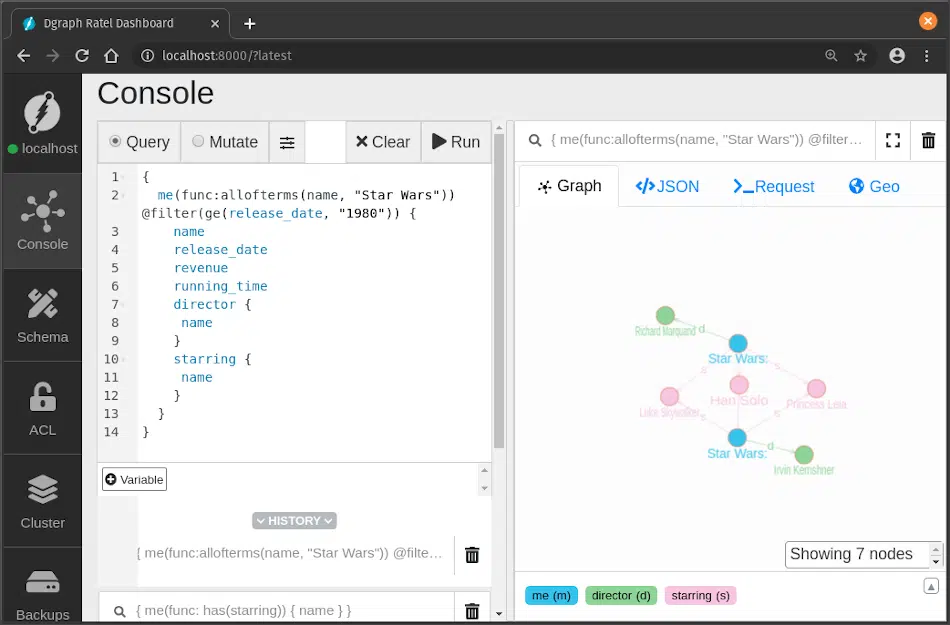 Dgraph Ratel Dashboard
localhost:8000/?latest
localhost
Console
Schema
ACL
Cluster
Backups
Console
Query Mutate Clear Run
1 {
2 me(func:allofterms(name, "Star Wars"))
@filter(ge(release_date, "1980")) {
3 name
4 release_date
5 revenue
6 running_time
7 director {
8 name
9 }
10 starring {
11 name
12 }
13 }
14 }
Variable
HISTORY
{ me(func:allofterms(name, "Star Wars")) @filte...
{ me(func: has(starring)) { name } }
{ me(func:allofterms(name, "Star Wars")) @filter...
Graph JSON Request Geo
Richard Marquand d
Star Wars:
s s
Luke Skywalker Han Solo Princess Leia
s s
Star Wars: d
Irvin Kernshner
Showing 7 nodes
me (m) director (d) starring (s)